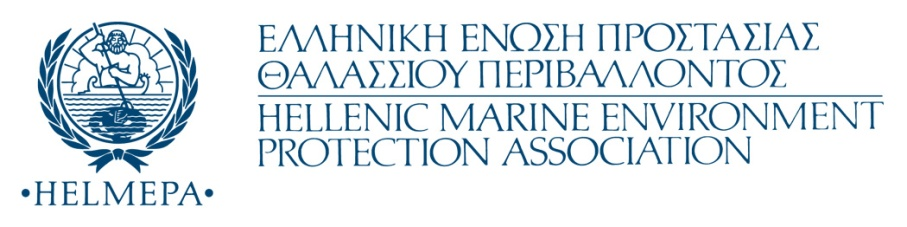 ΕΛΛΗΝΙΚΗ ΕΝΩΣΗ ΠΡΟΣΤΑΣΙΑΣ
ΘΑΛΑΣΣΙΟΥ ΠΕΡΙΒΑΛΛΟΝΤΟΣ
HELLENIC MARINE ENVIRONMENT
PROTECTION ASSOCIATION
•HELMEPA•